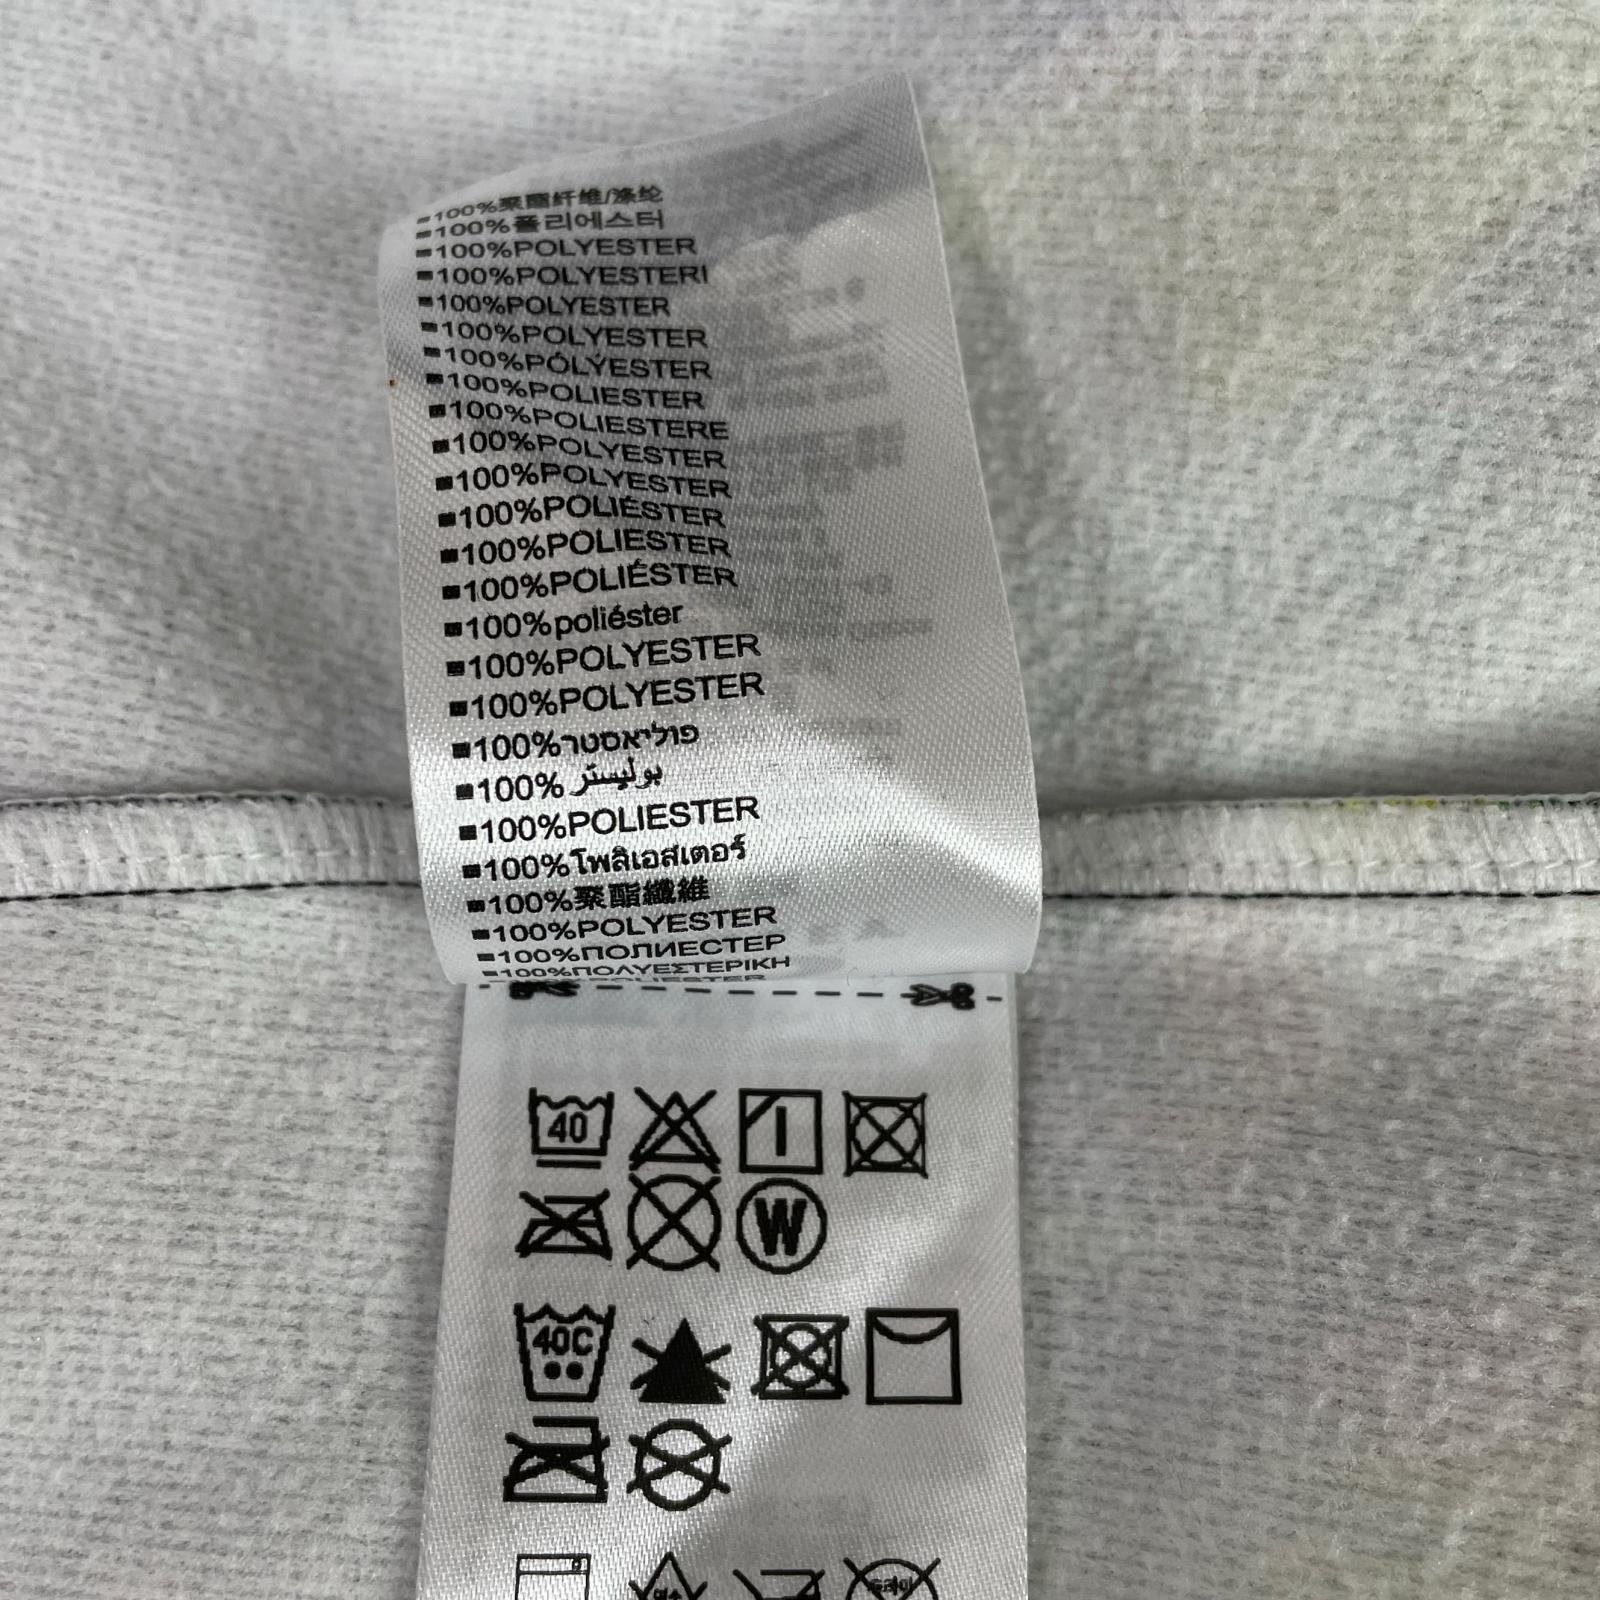 100%聚酯纤维/涤纶
100%폴리에스터
100%POLYESTER
100%POLYESTERI
100%POLYESTER
100%POLYESTER
100%PÓLÝESTER
100%POLIESTER
100%POLIESTERE
100%POLYESTER
100%POLYESTER
100%POLIÉSTER
100%POLIESTER
100%POLIÉSTER
100%poliéster
100%POLYESTER
100%POLYESTER
100%פוליאסטר
100% بوليستر
100%POLIESTER
100%โพลิเอสเตอร์
100%聚酯纖維
100%POLYESTER
100%ПОЛИЕСТЕР
100%ΠΟΛΥΕΣΤΕΡΙΚΗ
POLIESTER
40
W
40C